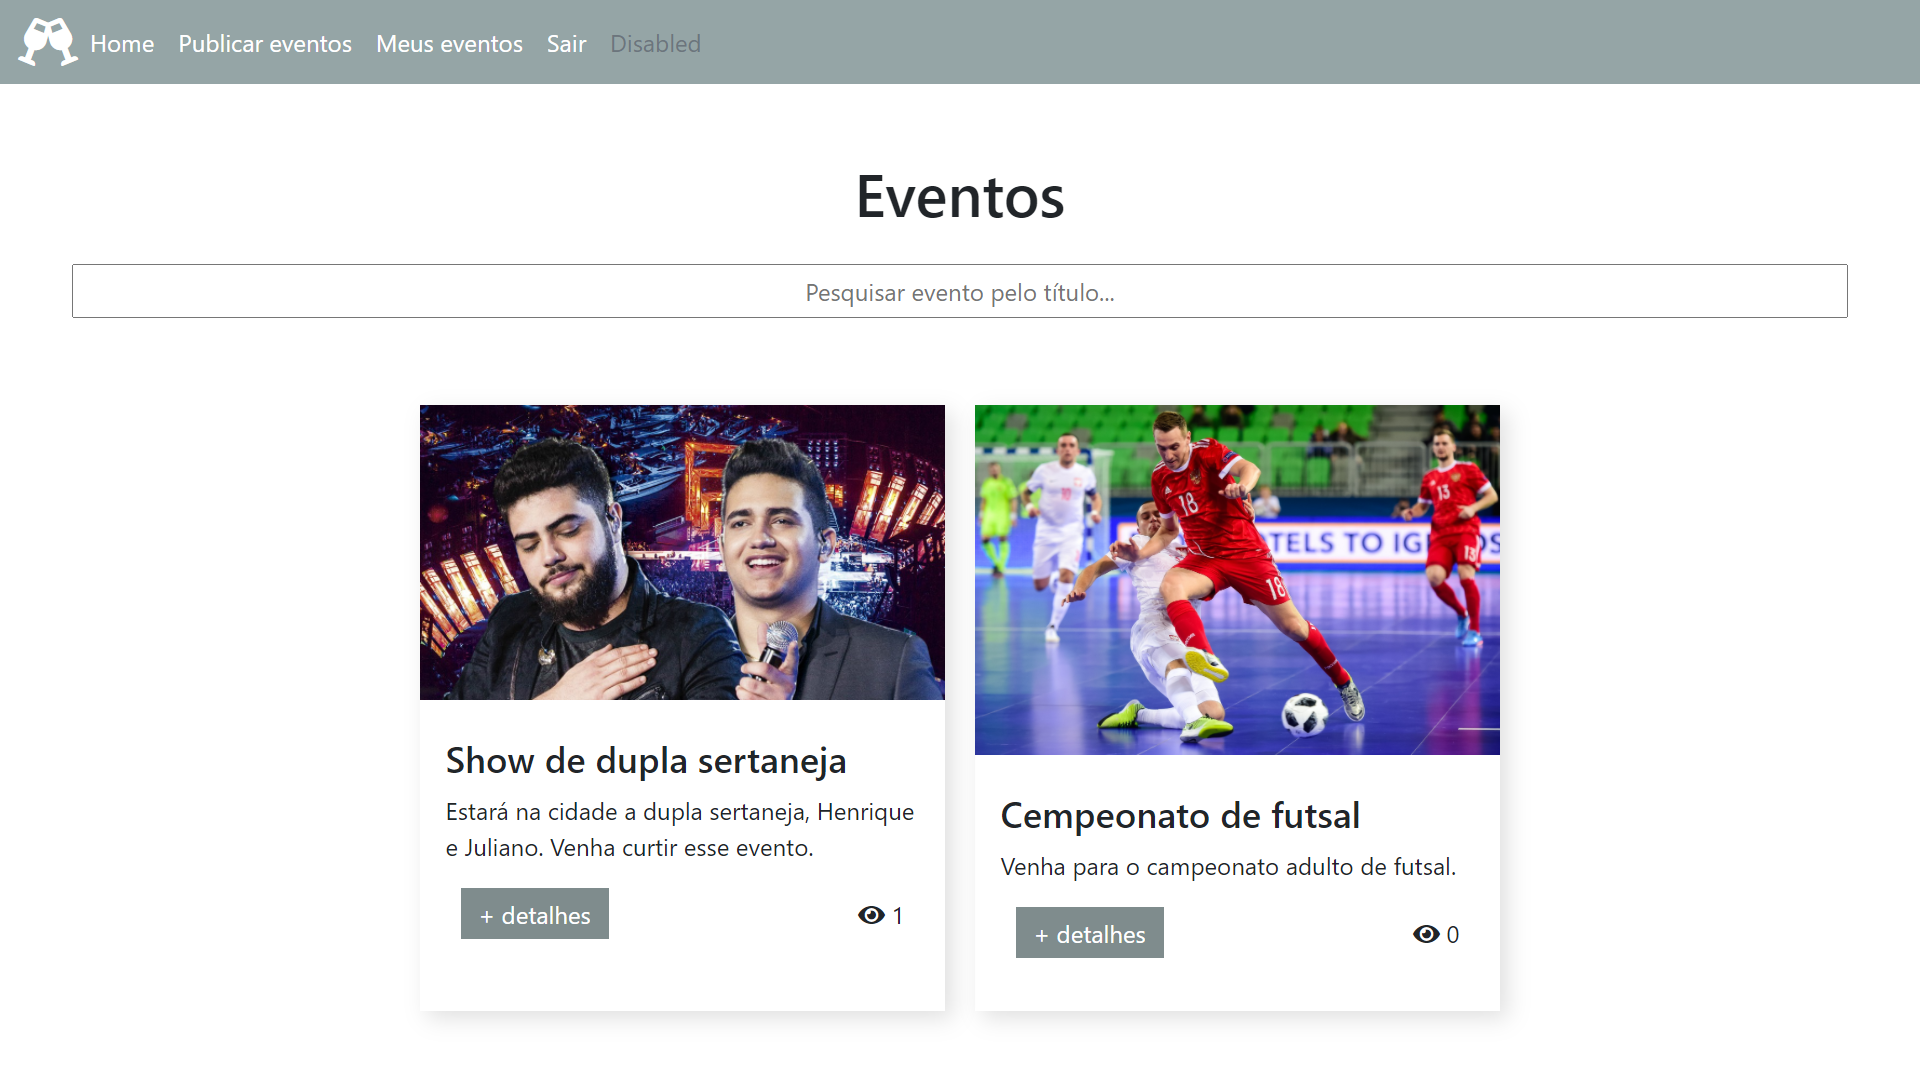 Home Publicar eventos Meus eventos Sair Disabled
Eventos
Pesquisar evento pelo título...
18
18
10
13
13
OTELS TO IG
Show de dupla sertaneja
Estará na cidade a dupla sertaneja, Henrique
e Juliano. Venha curtir esse evento.
+ detalhes
1
Cempeonato de futsal
Venha para o campeonato adulto de futsal.
+ detalhes
0